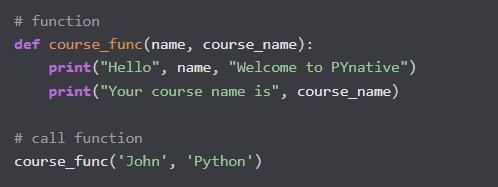 # function
def course_func(name, course_name):
    print("Hello", name, "Welcome to PYnative")
    print("Your course name is", course_name)

# call function
course_func('John', 'Python')